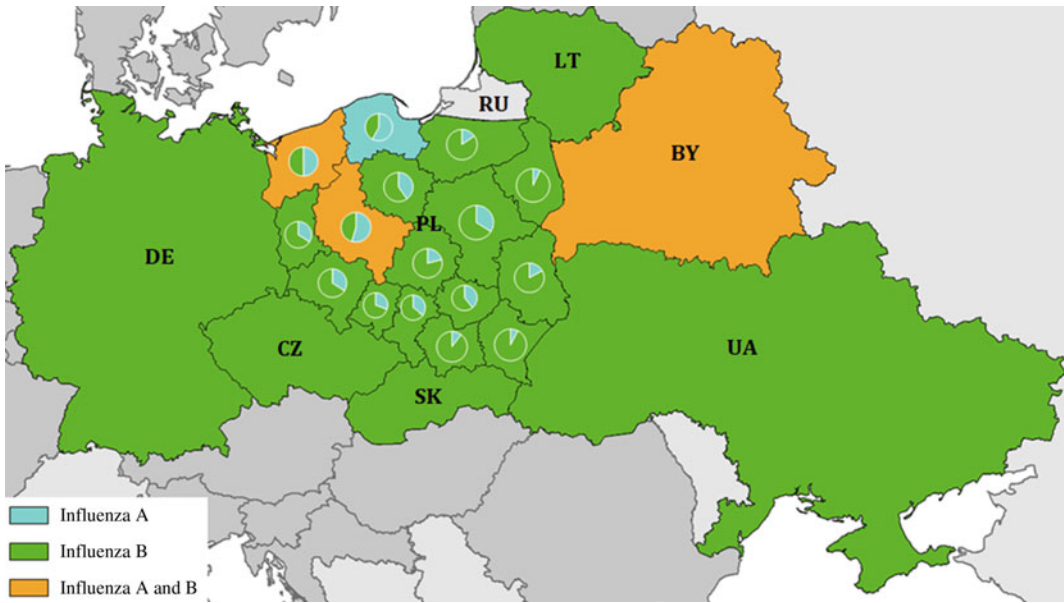 LT
RU
BY
PL
DE
CZ
UA
SK
Influenza A
Influenza B
Influenza A and B